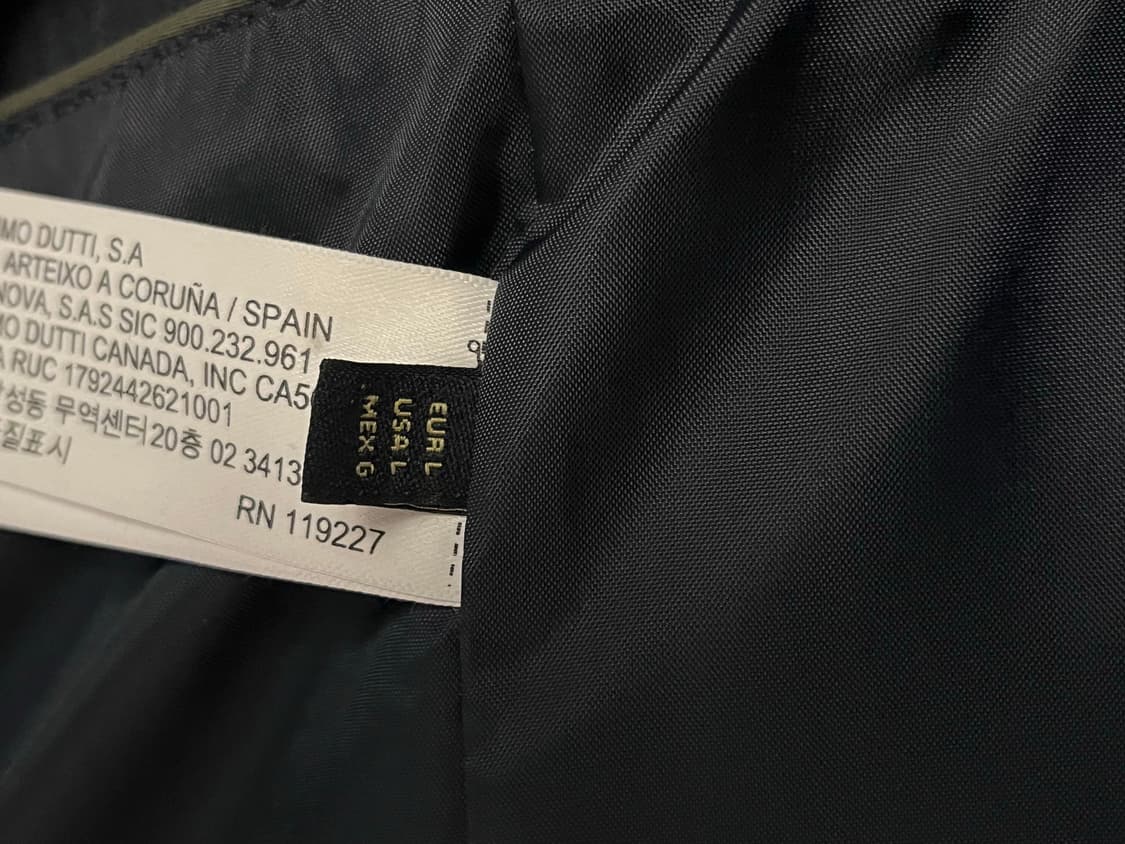 MO DUTTI, S.A
ARTEIXO A CORUÑA / SPAIN
NOVA, S.A.S SIC 900.232.961
MO DUTTI CANADA, INC CA5
A RUC 1792442621001
성동 무역센터20층 02 3413
질표시
RN 119227
EUR L
USA L
MEX G